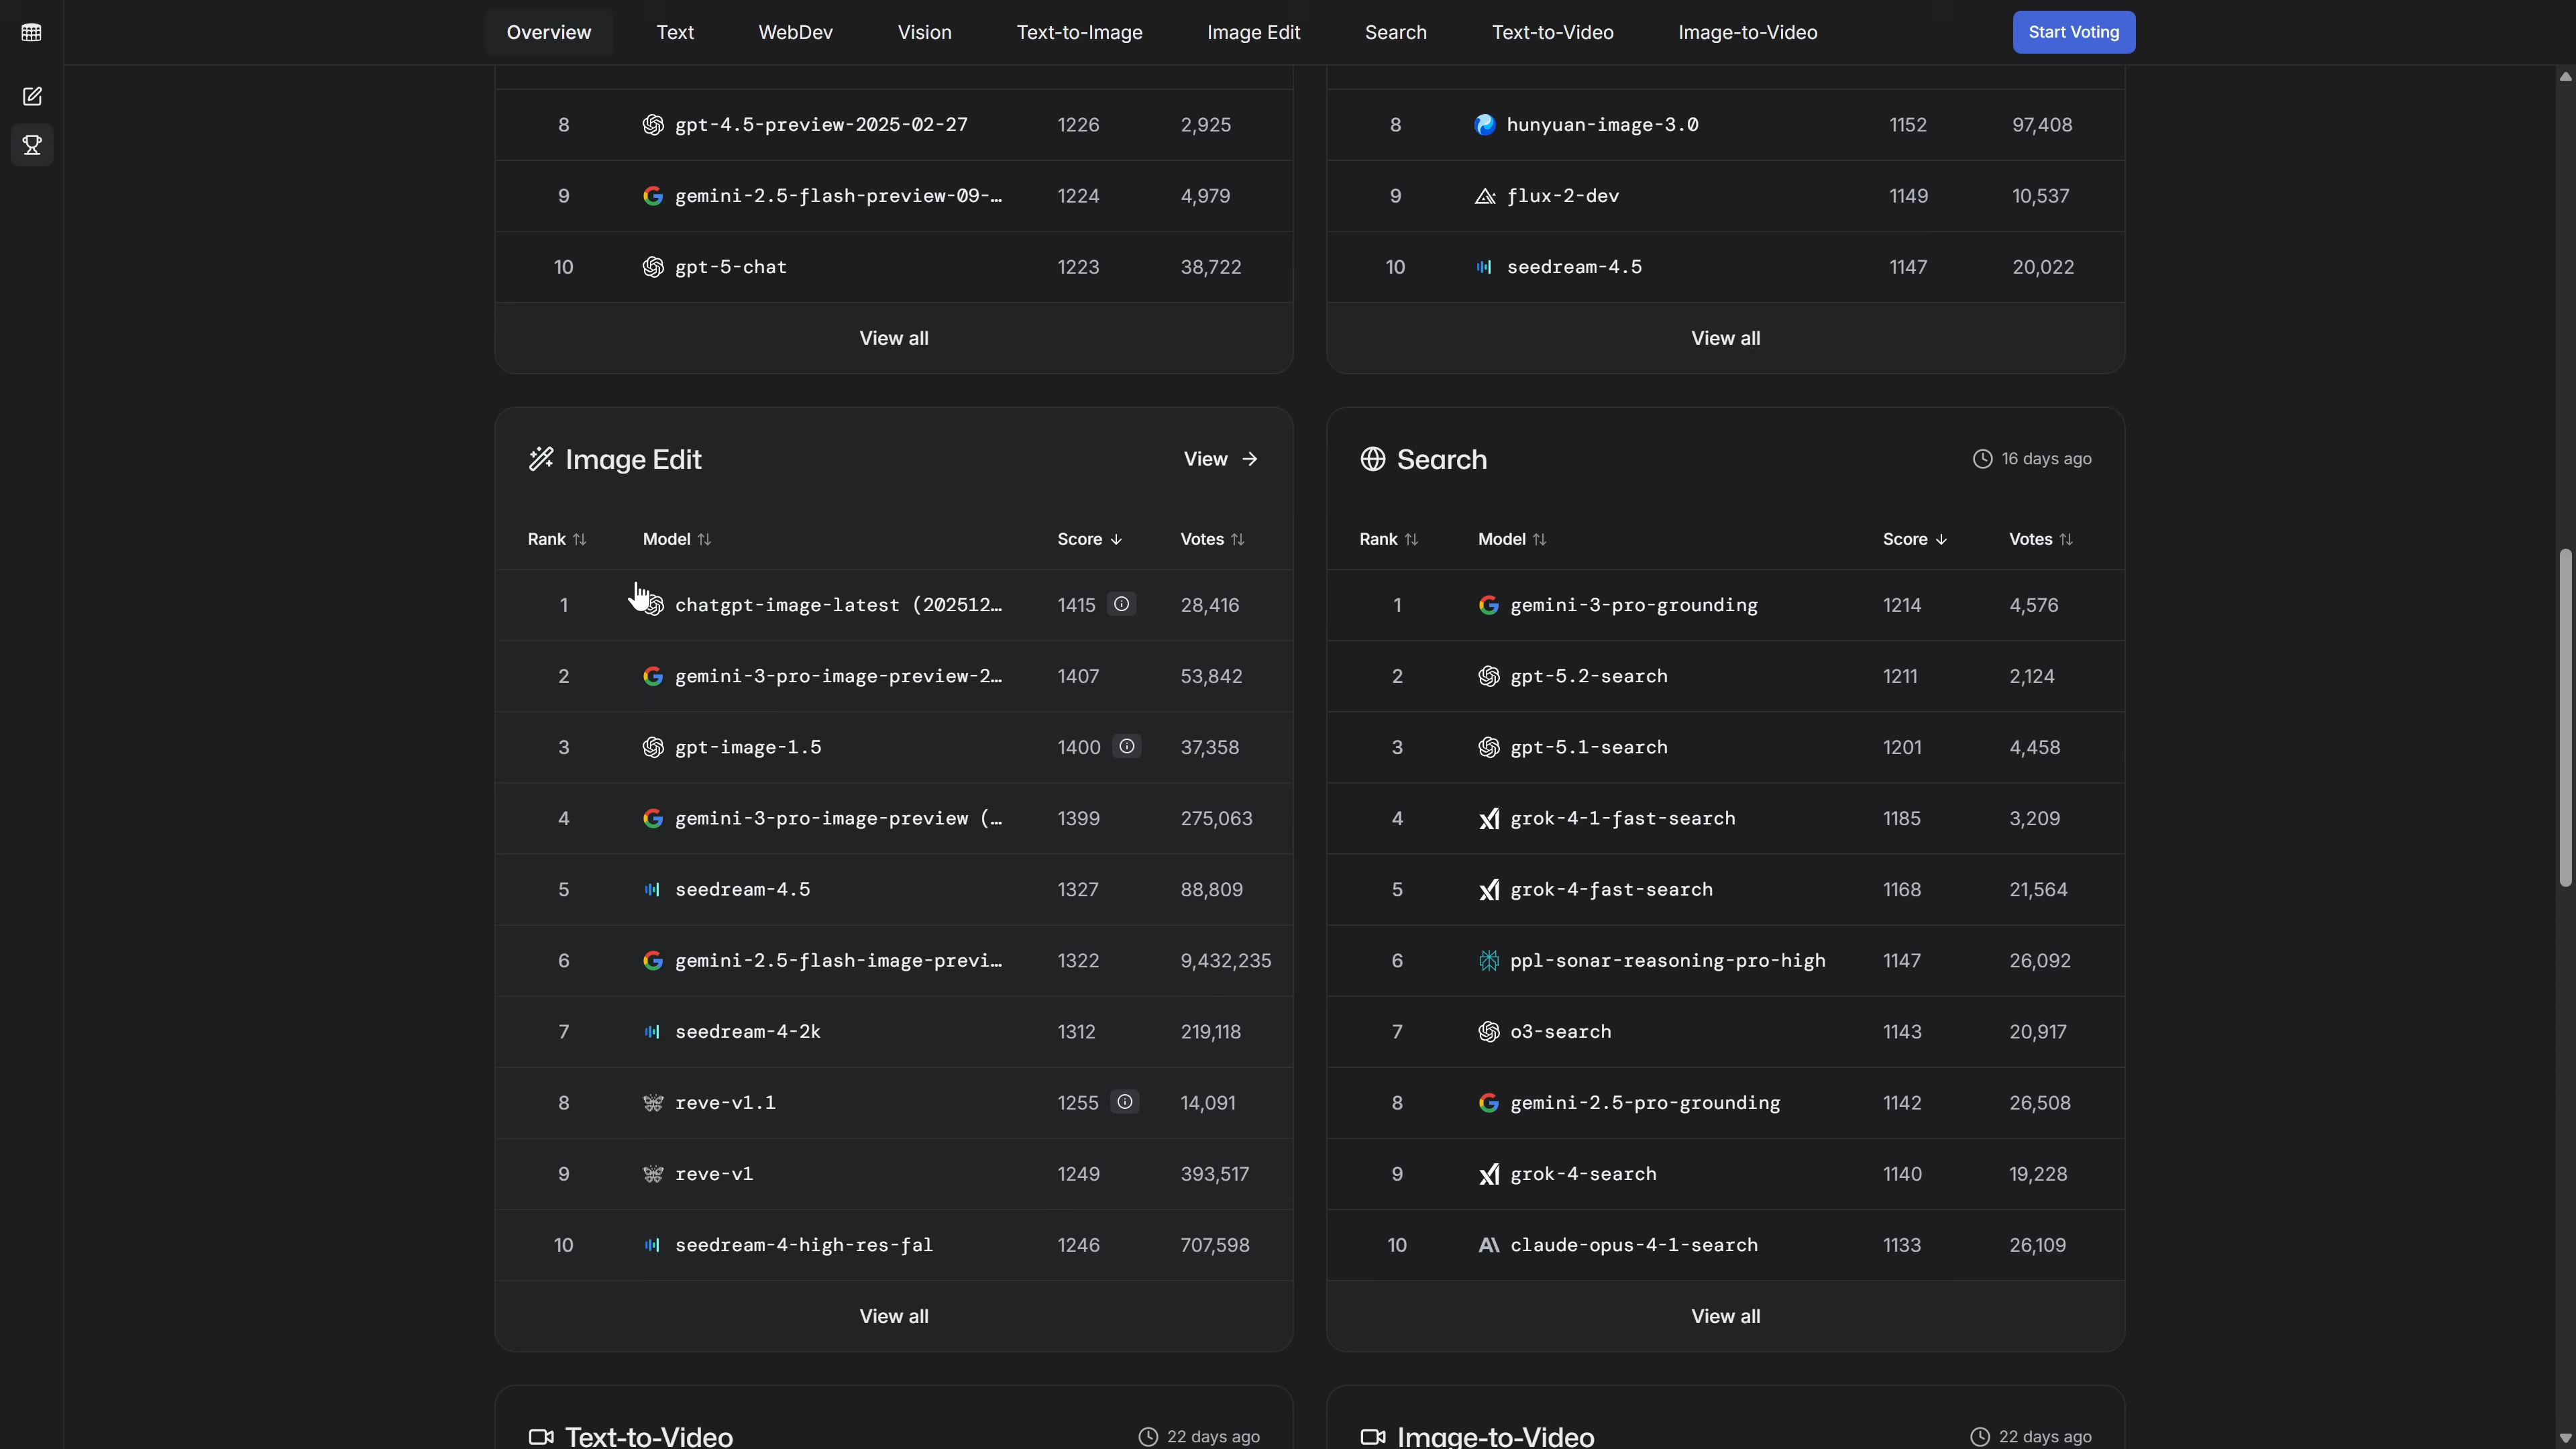 Overview Text WebDev Vision Text-to-Image Image Edit Search Text-to-Video Image-to-Video Start Voting
8 gpt-4.5-preview-2025-02-27 1226 2,925
9 gemini-2.5-flash-preview-09-... 1224 4,979
10 gpt-5-chat 1223 38,722
View all
8 hunyuan-image-3.0 1152 97,408
9 flux-2-dev 1149 10,537
10 seedream-4.5 1147 20,022
View all
Image Edit View →
Rank Model Score ↓ Votes
1 chatgpt-image-latest (202512... 1415 28,416
2 gemini-3-pro-image-preview-2... 1407 53,842
3 gpt-image-1.5 1400 37,358
4 gemini-3-pro-image-preview (... 1399 275,063
5 seedream-4.5 1327 88,809
6 gemini-2.5-flash-image-previ... 1322 9,432,235
7 seedream-4-2k 1312 219,118
8 reve-v1.1 1255 14,091
9 reve-v1 1249 393,517
10 seedream-4-high-res-fal 1246 707,598
View all
Search 16 days ago
Rank Model Score ↓ Votes
1 gemini-3-pro-grounding 1214 4,576
2 gpt-5.2-search 1211 2,124
3 gpt-5.1-search 1201 4,458
4 grok-4-1-fast-search 1185 3,209
5 grok-4-fast-search 1168 21,564
6 ppl-sonar-reasoning-pro-high 1147 26,092
7 o3-search 1143 20,917
8 gemini-2.5-pro-grounding 1142 26,508
9 grok-4-search 1140 19,228
10 claude-opus-4-1-search 1133 26,109
View all
Text-to-Video 22 days ago
Image-to-Video 22 days ago